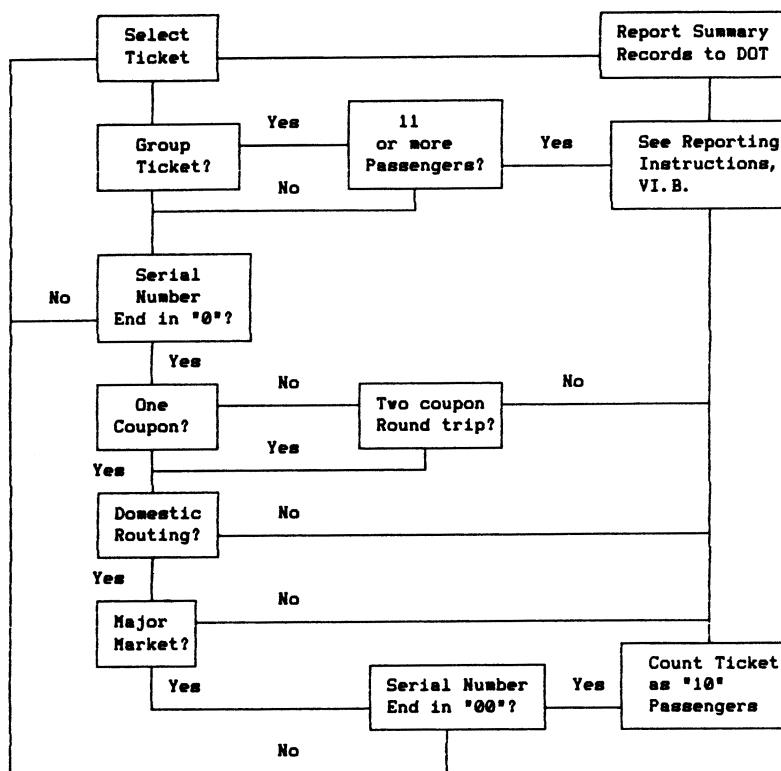 Select
Ticket
Report Summary
Records to DOT
Group
Ticket?
Yes
11
or more
Passengers?
Yes
See Reporting
Instructions,
VI.B.
No
Serial
Number
End in "0"?
No
Yes
One
Coupon?
No
Two coupon
Round trip?
No
Yes
Yes
Domestic
Routing?
No
Yes
Major
Market?
No
Yes
Serial Number
End in "00"?
Yes
Count Ticket
as "10"
Passengers
No